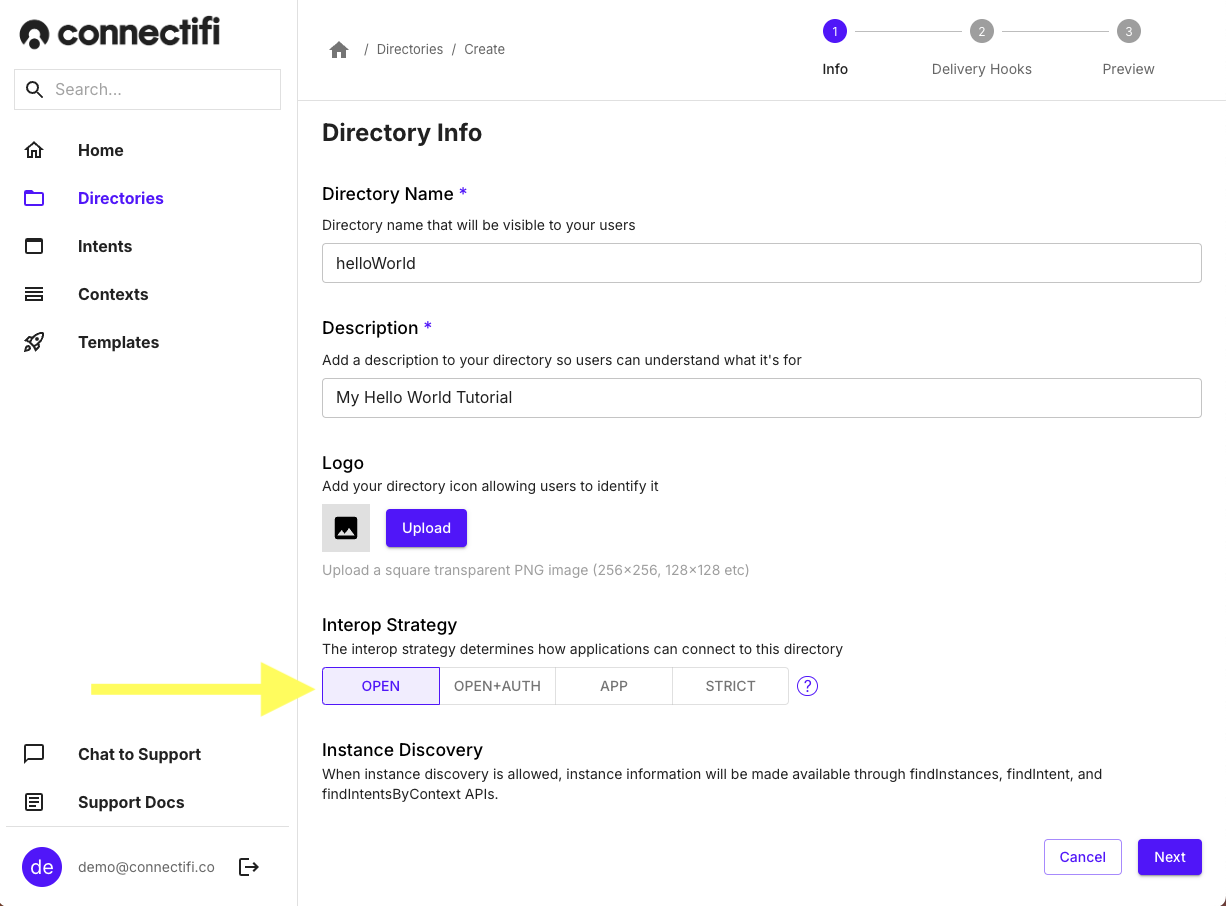 connectifi
Search...
Home
Directories
Intents
Contexts
Templates
Chat to Support
Support Docs
de
demo@connectifi.co
/ Directories / Create
1
2
3
Info
Delivery Hooks
Preview
Directory Info
Directory Name *
Directory name that will be visible to your users
helloWorld
Description *
Add a description to your directory so users can understand what it's for
My Hello World Tutorial
Logo
Add your directory icon allowing users to identify it
Upload
Upload a square transparent PNG image (256×256, 128×128 etc)
Interop Strategy
The interop strategy determines how applications can connect to this directory
OPEN
OPEN+AUTH
APP
STRICT
?
Instance Discovery
When instance discovery is allowed, instance information will be made available through findInstances, findIntent, and
findIntentsByContext APIs.
Cancel
Next